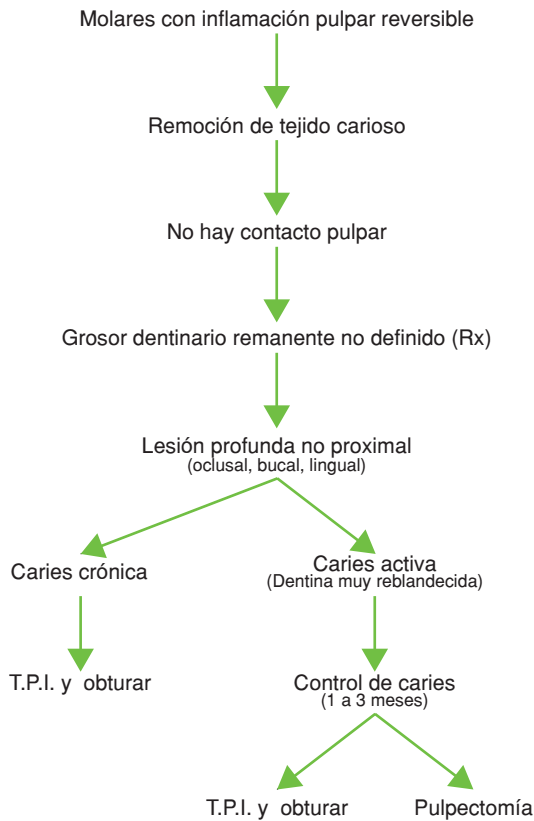 Molares con inflamación pulpar reversible
Remoción de tejido carioso
No hay contacto pulpar
Grosor dentinario remanente no definido (Rx)
Lesión profunda no proximal
(oclusal, bucal, lingual)
Caries crónica
Caries activa
(Dentina muy reblandecida)
T.P.I. y obturar
Control de caries
(1 a 3 meses)
T.P.I. y obturar
Pulpectomía